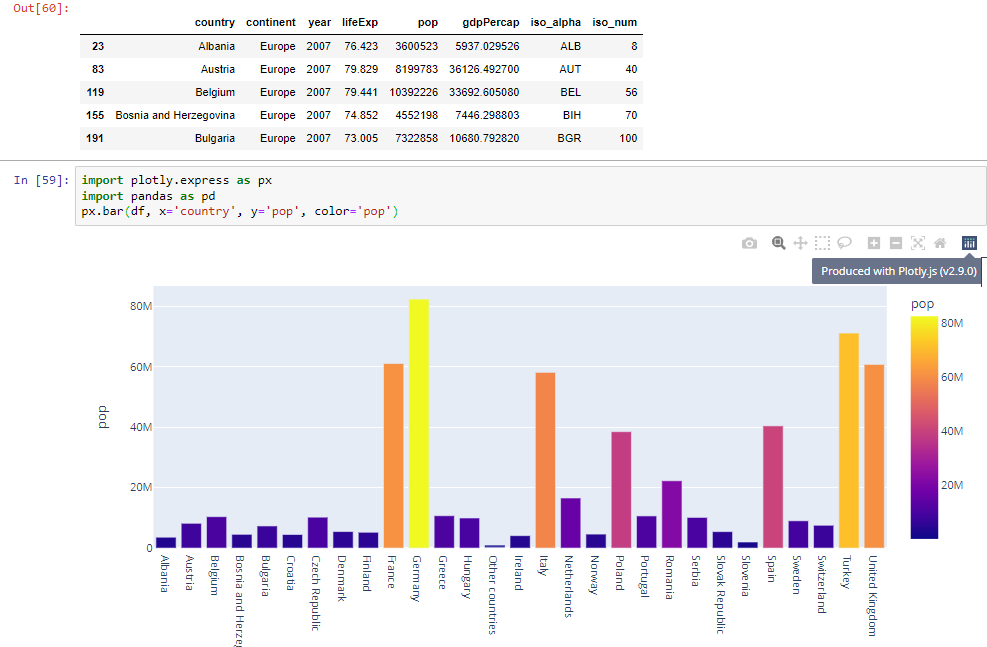 Out[60]:
country continent year lifeExp pop gdpPercap iso_alpha iso_num
23 Albania Europe 2007 76.423 3600523 5937.029526 ALB 8
83 Austria Europe 2007 79.829 8199783 36126.492700 AUT 40
119 Belgium Europe 2007 79.441 10392226 33692.605080 BEL 56
155 Bosnia and Herzegovina Europe 2007 74.852 4552198 7446.298803 BIH 70
191 Bulgaria Europe 2007 73.005 7322858 10680.792820 BGR 100
In [59]: import plotly.express as px
import pandas as pd
px.bar(df, x='country', y='pop', color='pop')
Produced with Plotly.js (v2.9.0)
pop
80M
60M
40M
20M
0
pop
80M
60M
40M
20M
Albania
Austria
Belgium
Bosnia and Herzeg
Bulgaria
Croatia
Czech Republic
Denmark
Finland
France
Germany
Greece
Hungary
Other countries
Ireland
Italy
Netherlands
Norway
Poland
Portugal
Romania
Serbia
Slovak Republic
Slovenia
Spain
Sweden
Switzerland
Turkey
United Kingdom